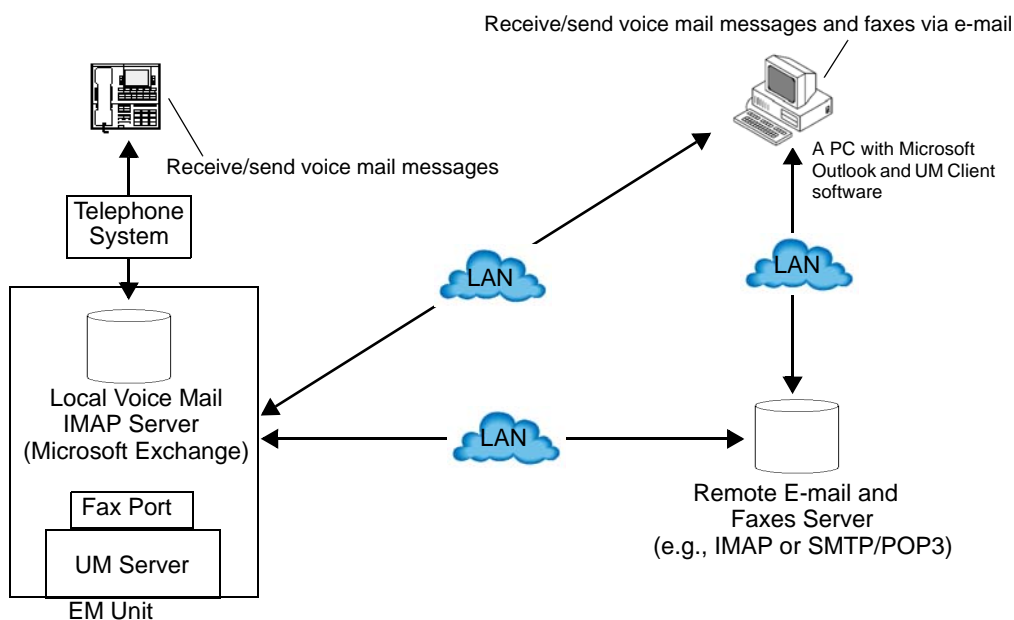 Receive/send voice mail messages and faxes via e-mail
Receive/send voice mail messages
A PC with Microsoft
Outlook and UM Client
software
Telephone
System
LAN
LAN
Local Voice Mail
IMAP Server
(Microsoft Exchange)
LAN
Remote E-mail and
Faxes Server
(e.g., IMAP or SMTP/POP3)
Fax Port
UM Server
EM Unit